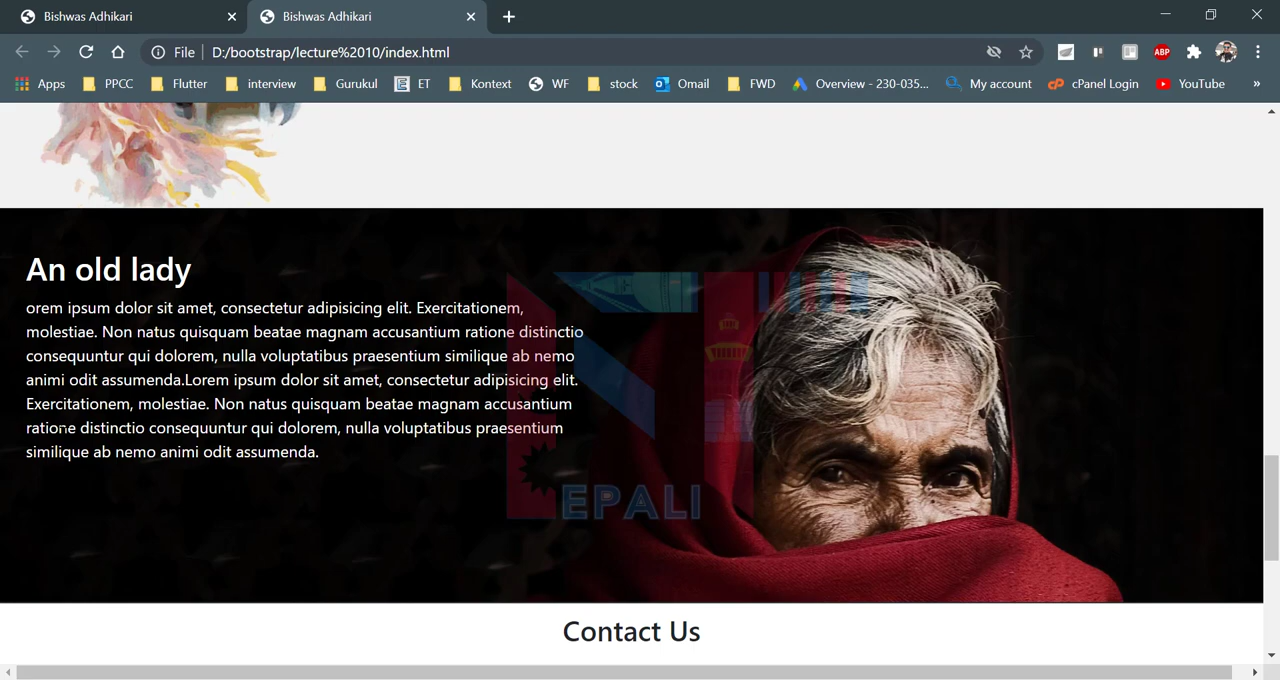 Bishwas Adhikari
Bishwas Adhikari
File D:/bootstrap/lecture%2010/index.html
ABP
Apps PPCC Flutter interview Gurukul ET Kontext WF stock Omail FWD Overview - 230-035... My account cPanel Login YouTube »
An old lady
orem ipsum dolor sit amet, consectetur adipisicing elit. Exercitationem,
molestiae. Non natus quisquam beatae magnam accusantium ratione distinctio
consequuntur qui dolorem, nulla voluptatibus praesentium similique ab nemo
animi odit assumenda.Lorem ipsum dolor sit amet, consectetur adipisicing elit.
Exercitationem, molestiae. Non natus quisquam beatae magnam accusantium
ratione distinctio consequuntur qui dolorem, nulla voluptatibus praesentium
similique ab nemo animi odit assumenda.
EPALI
Contact Us